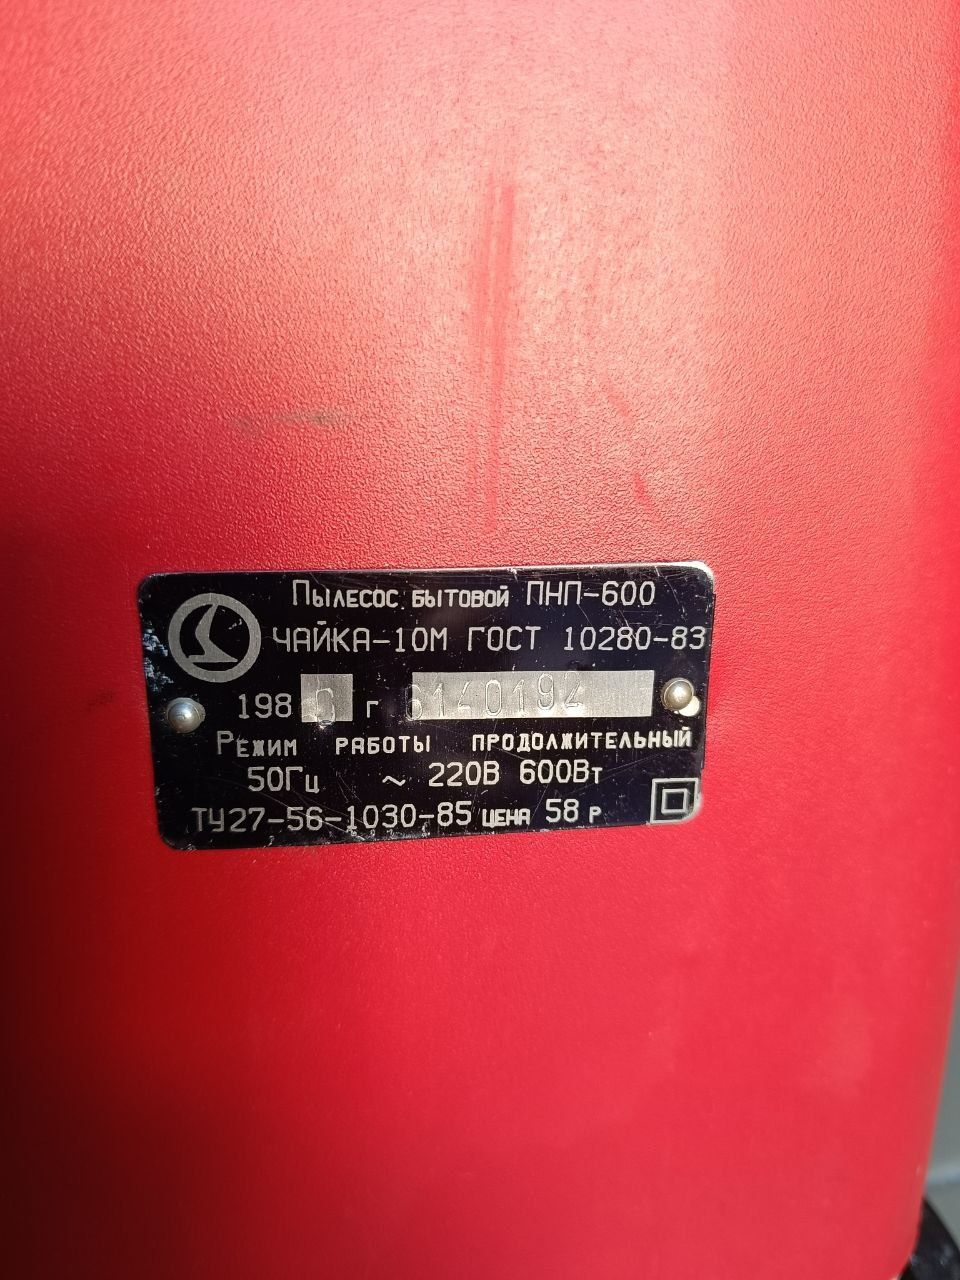 Пылесос бытовой ПНП-600
ЧАЙКА-10М ГОСТ 10280-83
198 г
Режим работы продолжительный
50Гц ~ 220В 600Вт
ТУ27-56-1030-85 цена 58 р